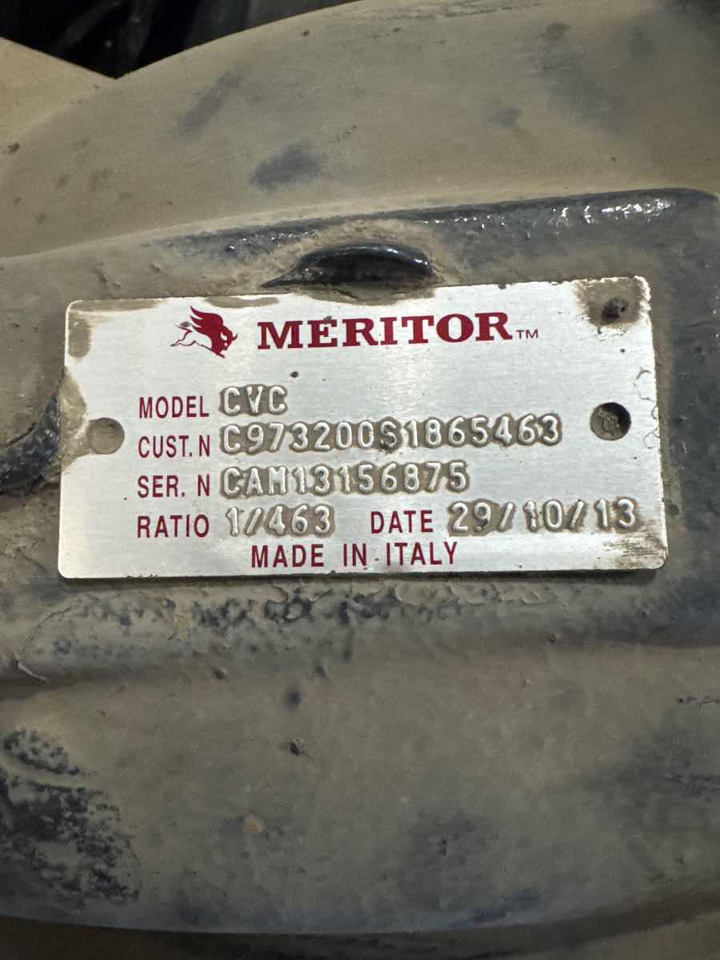 MERITOR™
MODEL CVC
CUST. N C973200S1865463
SER. N CAM13156875
RATIO 1/463 DATE 29/10/13
MADE IN ITALY